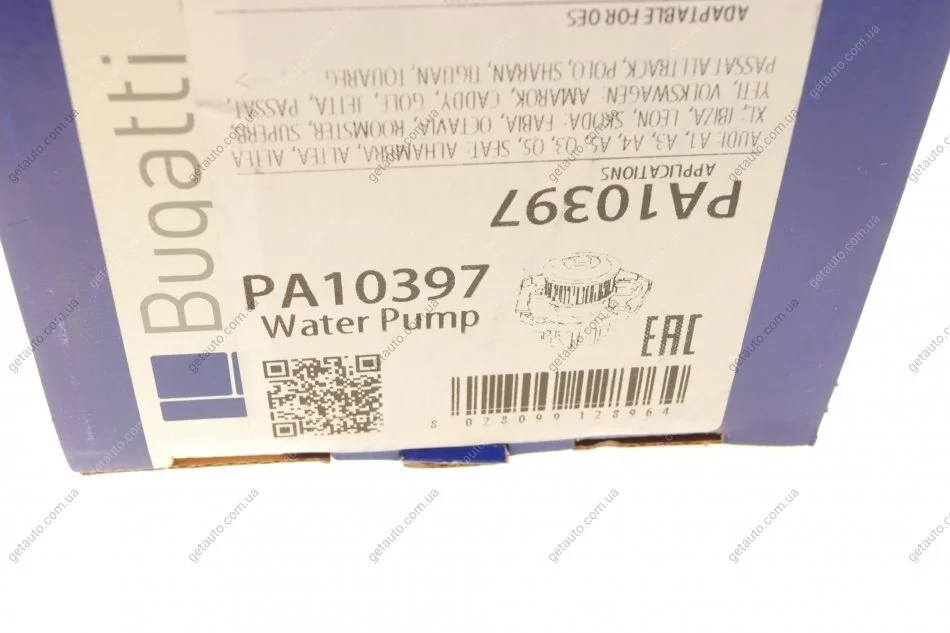 Bugatti
PA10397
Water Pump
EAC
8 028099 128964
PA10397
APPLICATIONS
AUDI: A1, A3, A4, A5, Q3, Q5, SEAT: ALHAMBRA, ALTEA, ALTEA
XL: IBIZA, LEON, SKODA: FABIA, OCTAVIA, ROOMSTER, SUPERB,
YETI, VOLKSWAGEN: AMAROK, CADDY, GOLF, JETTA, PASSAT,
PASSAT ALLTRACK, POLO, SHARAN, TIGUAN, TOUAREG
ADAPTABLE FOR OES
getauto.com.ua